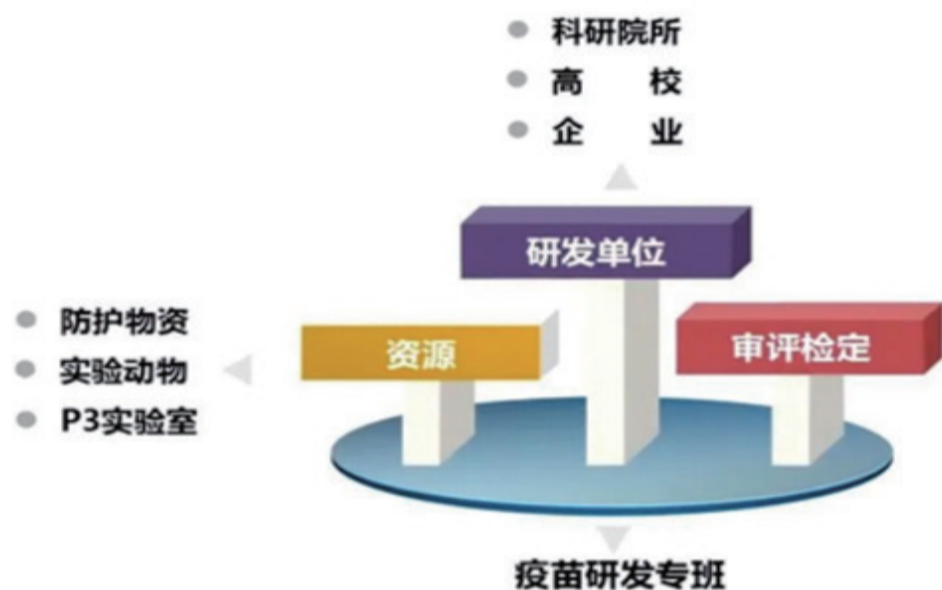 科研院所
高 校
企 业
研发单位
防护物资
实验动物
P3实验室
资源
审评检定
疫苗研发专班